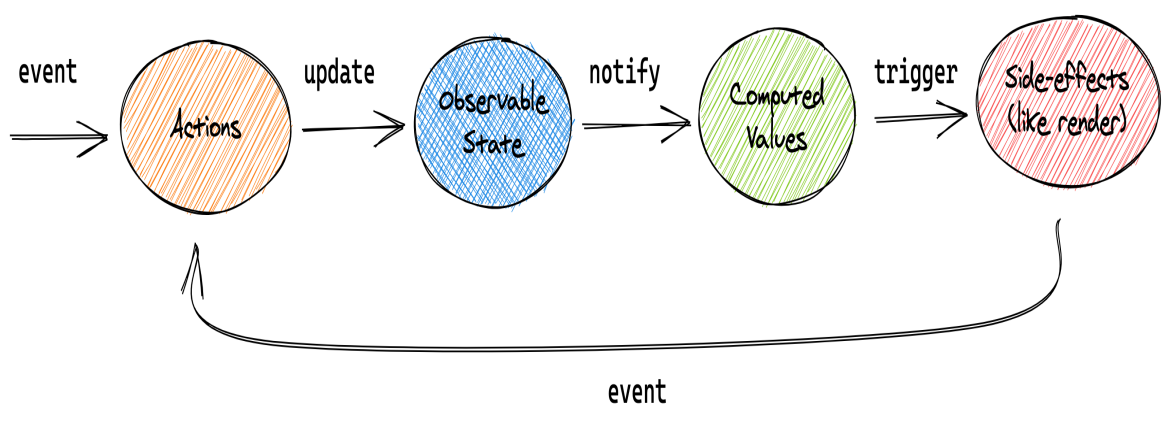 event
Actions
update
Observable
State
notify
Computed
Values
trigger
Side-effects
(like render)
event